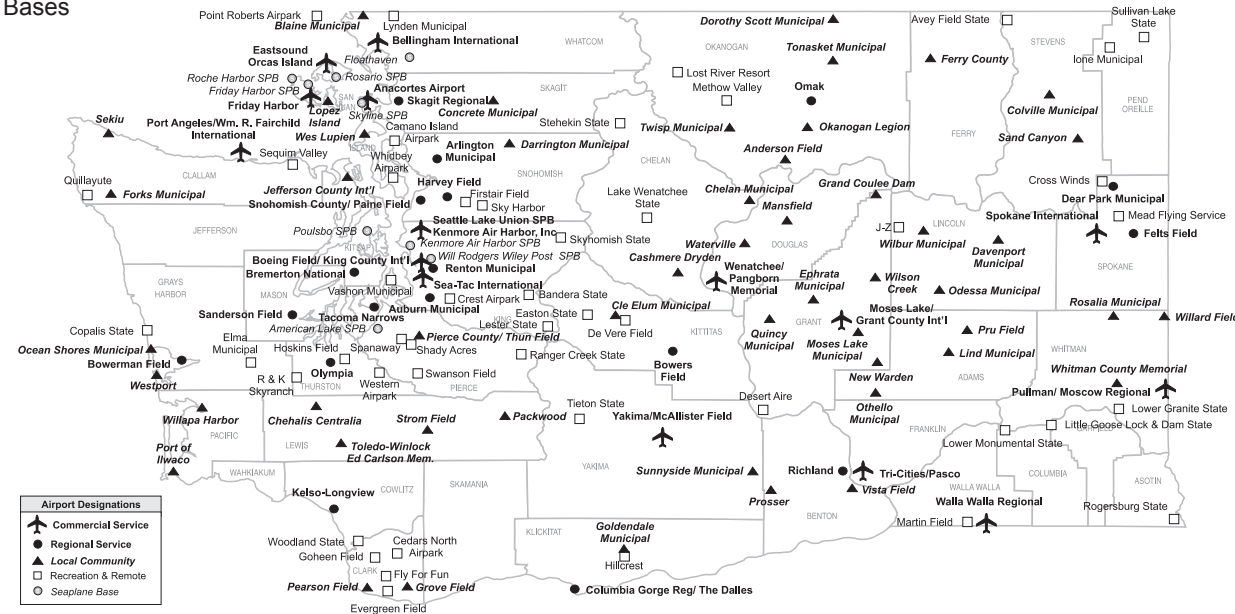 Bases
Point Roberts Airpark
Blaine Municipal
Lynden Municipal
Bellingham International
Floathaven
Eastsound
Orcas Island
Roche Harbor SPB
Rosario SPB
Friday Harbor SPB
Friday Harbor
Lopez
Island
Anacortes Airport
Skyline SPB
Skagit Regional
Concrete Municipal
SAN
JUAN
WHATCOM
SKAGIT
Sekiu
Port Angeles/Wm. R. Fairchild
International
Wes Lupien
Camano Island
Airpark
ISLAND
Arlington
Municipal
Darrington Municipal
Sequim Valley
Whidbey
Airpark
SNOHOMISH
Quillayute
Forks Municipal
CLALLAM
Jefferson County Int'l
Harvey Field
Snohomish County/ Paine Field
Firstair Field
Sky Harbor
JEFFERSON
Poulsbo SPB
KITSAP
Seattle Lake Union SPB
Kenmore Air Harbor, Inc
Kenmore Air Harbor SPB
Skyhomish State
Boeing Field/ King County Int'l
Will Rodgers Wiley Post SPB
Bremerton National
Renton Municipal
Vashon Municipal
Sea-Tac International
Crest Airpark
Bandera State
GRAYS
HARBOR
MASON
Sanderson Field
Tacoma Narrows
Auburn Municipal
KING
Easton State
Lester State
Cle Elum Municipal
De Vere Field
American Lake SPB
Copalis State
Elma
Municipal
Hoskins Field
Spanaway
Pierce County/ Thun Field
Shady Acres
Ranger Creek State
Ocean Shores Municipal
Bowerman Field
Westport
R & K
Skyranch
Olympia
THURSTON
Western
Airpark
Swanson Field
PIERCE
KITTITAS
Bowers
Field
Willapa Harbor
PACIFIC
Chehalis Centralia
Strom Field
Packwood
Tieton State
Yakima/McAllister Field
LEWIS
Toledo-Winlock
Ed Carlson Mem.
Port of
Ilwaco
WAHKIAKUM
COWLITZ
SKAMANIA
YAKIMA
Sunnyside Municipal
Prosser
Kelso-Longview
KLICKITAT
Goldendale
Municipal
Hillcrest
Woodland State
Goheen Field
Cedars North
Airpark
CLARK
Fly For Fun
Pearson Field
Grove Field
Evergreen Field
Columbia Gorge Reg/ The Dalles
Dorothy Scott Municipal
OKANOGAN
Tonasket Municipal
Lost River Resort
Methow Valley
Omak
Stehekin State
Twisp Municipal
Okanogan Legion
Anderson Field
CHELAN
Lake Wenatchee
State
Chelan Municipal
Mansfield
Grand Coulee Dam
DOUGLAS
Waterville
Cashmere Dryden
Wenatchee/
Pangborn
Memorial
Avey Field State
STEVENS
Sullivan Lake
State
Ione Municipal
PEND
OREILLE
Ferry County
FERRY
Colville Municipal
Sand Canyon
Cross Winds
Dear Park Municipal
Spokane International
Mead Flying Service
Felts Field
SPOKANE
J-Z
LINCOLN
Wilbur Municipal
Davenport
Municipal
Ephrata
Municipal
Wilson
Creek
Odessa Municipal
Rosalia Municipal
Willard Field
Moses Lake/
Grant County Int'l
GRANT
Quincy
Municipal
Moses Lake
Municipal
Pru Field
Lind Municipal
ADAMS
WHITMAN
Whitman County Memorial
Pullman/ Moscow Regional
New Warden
Othello
Municipal
Desert Aire
FRANKLIN
Lower Granite State
Little Goose Lock & Dam State
GARFIELD
Lower Monumental State
Richland
Tri-Cities/Pasco
Vista Field
BENTON
WALLA WALLA
Walla Walla Regional
Martin Field
COLUMBIA
ASOTIN
Rogersburg State
Airport Designations
Commercial Service
Regional Service
Local Community
Recreation & Remote
Seaplane Base